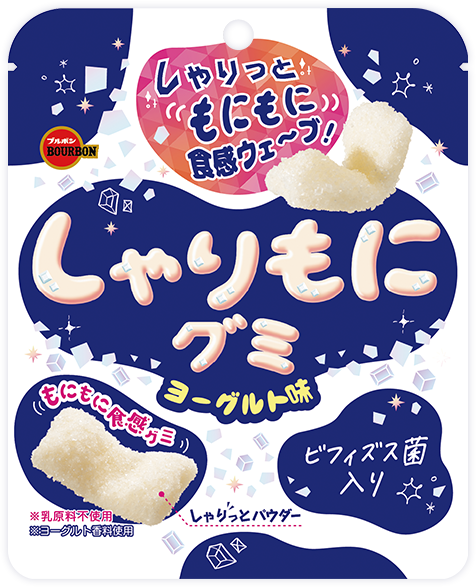 しゃりっと
もにもに
食感ウェ〜ブ!
ブルボン
BOURBON
しゃりもに
グミ
ヨーグルト味
もにもに食感グミ
ビフィズス菌
入り
しゃりっとパウダー
※乳原料不使用
※ヨーグルト香料使用